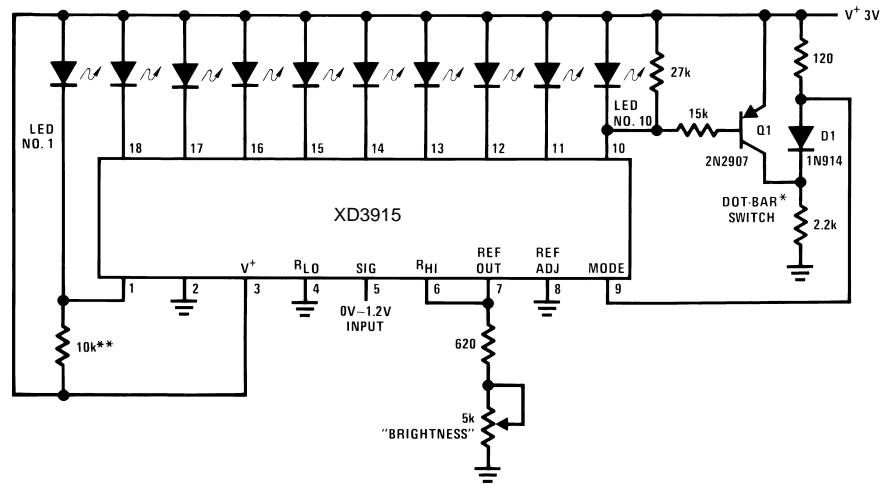 V+ 3V
27k
120
LED
NO. 1
LED
NO. 10
15k
Q1
2N2907
D1
1N914
18
17
16
15
14
13
12
11
10
XD3915
DOT-BAR*
SWITCH
2.2k
V+
RLO
SIG
RHI
REF
OUT
REF
ADJ
MODE
1
2
3
4
5
6
7
8
9
0V–1.2V
INPUT
10k**
620
5k
"BRIGHTNESS"